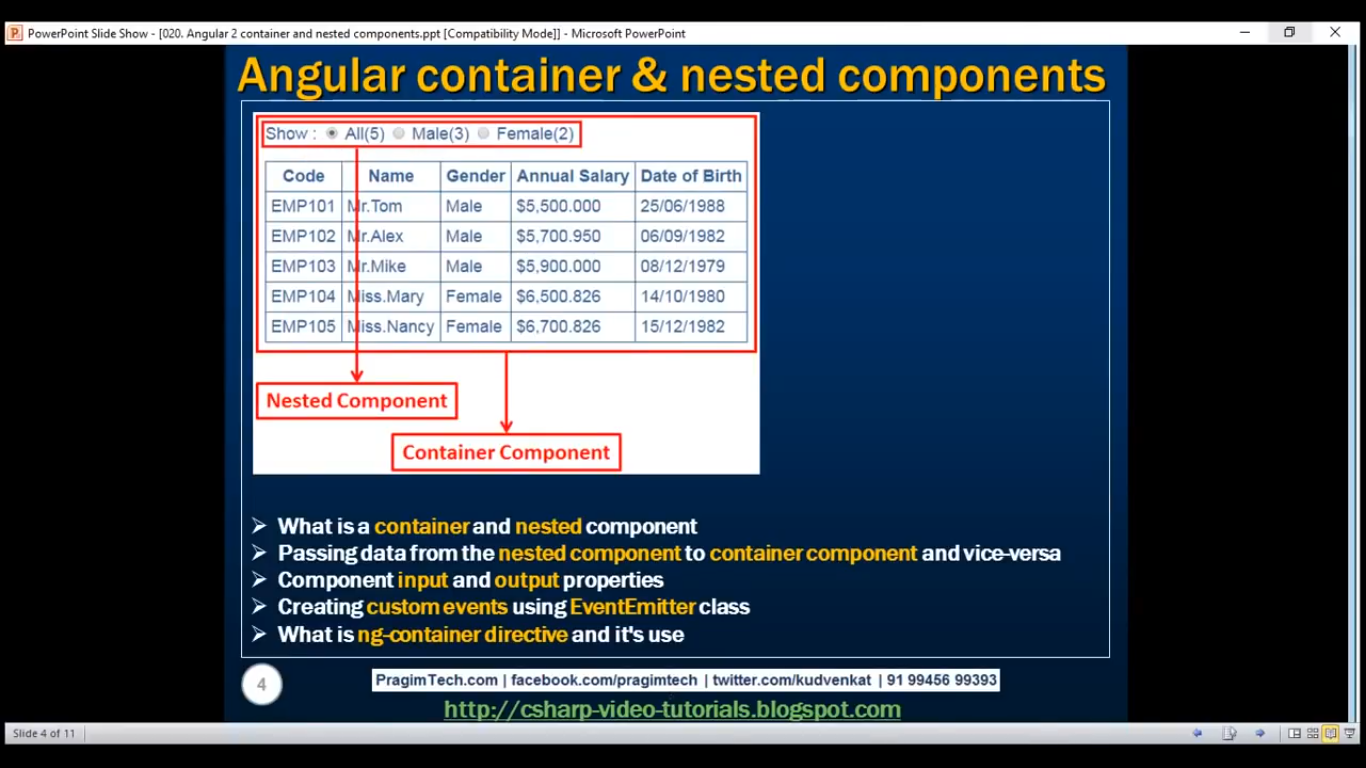 PowerPoint Slide Show - [020. Angular 2 container and nested components.ppt [Compatibility Mode]] - Microsoft PowerPoint
Angular container & nested components
Show : All(5) Male(3) Female(2)
Code Name Gender Annual Salary Date of Birth
EMP101 Mr.Tom Male $5,500.000 25/06/1988
EMP102 Mr.Alex Male $5,700.950 06/09/1982
EMP103 Mr.Mike Male $5,900.000 08/12/1979
EMP104 Miss.Mary Female $6,500.826 14/10/1980
EMP105 Miss.Nancy Female $6,700.826 15/12/1982
Nested Component
Container Component
What is a container and nested component
Passing data from the nested component to container component and vice-versa
Component input and output properties
Creating custom events using EventEmitter class
What is ng-container directive and it's use
4
PragimTech.com | facebook.com/pragimtech | twitter.com/kudvenkat | 91 99456 99393
http://csharp-video-tutorials.blogspot.com
Slide 4 of 11